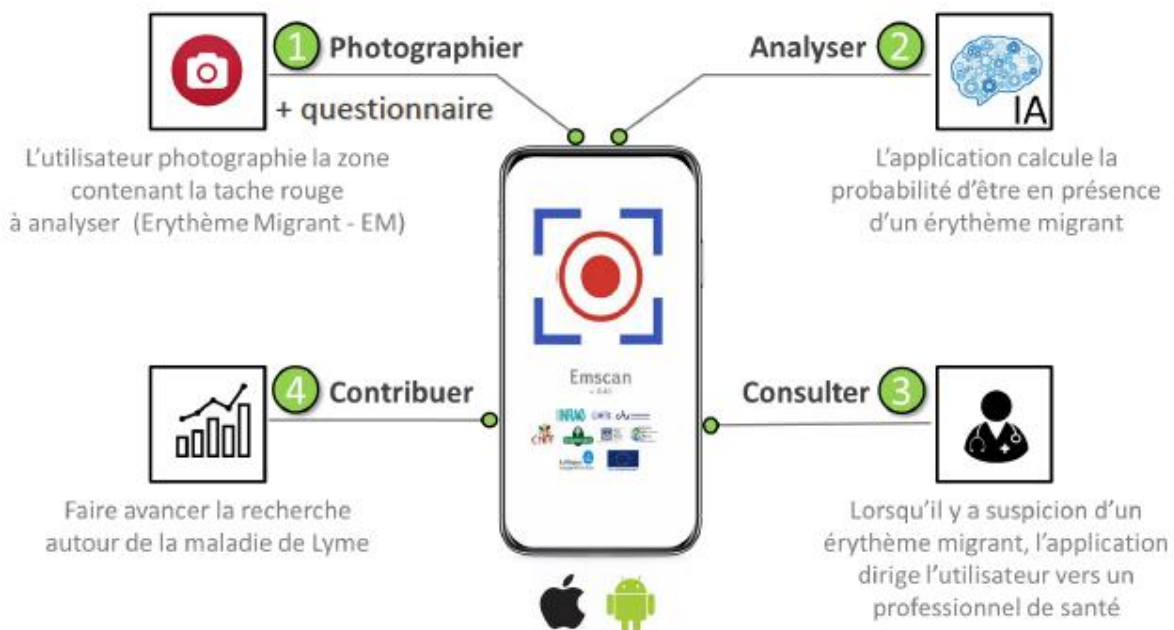 1 Photographier
+ questionnaire
L'utilisateur photographie la zone
contenant la tache rouge
à analyser (Erythème Migrant - EM)
Analyser 2
IA
L'application calcule la
probabilité d'être en présence
d'un érythème migrant
Emscan
INRAE
CNPF
Consulter 3
Lorsqu'il y a suspicion d'un
érythème migrant, l'application
dirige l'utilisateur vers un
professionnel de santé
4 Contribuer
Faire avancer la recherche
autour de la maladie de Lyme